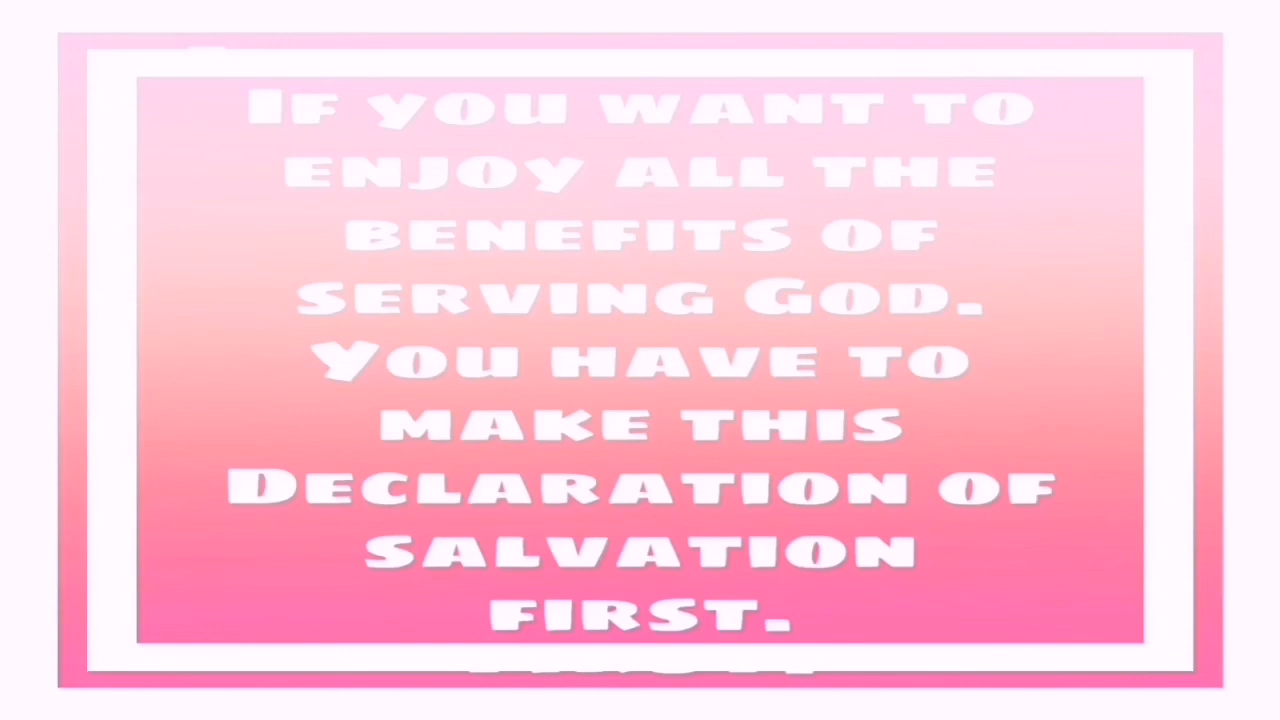 If you want to
enjoy all the
benefits of
serving God.
You have to
make this
Declaration of
salvation
first.